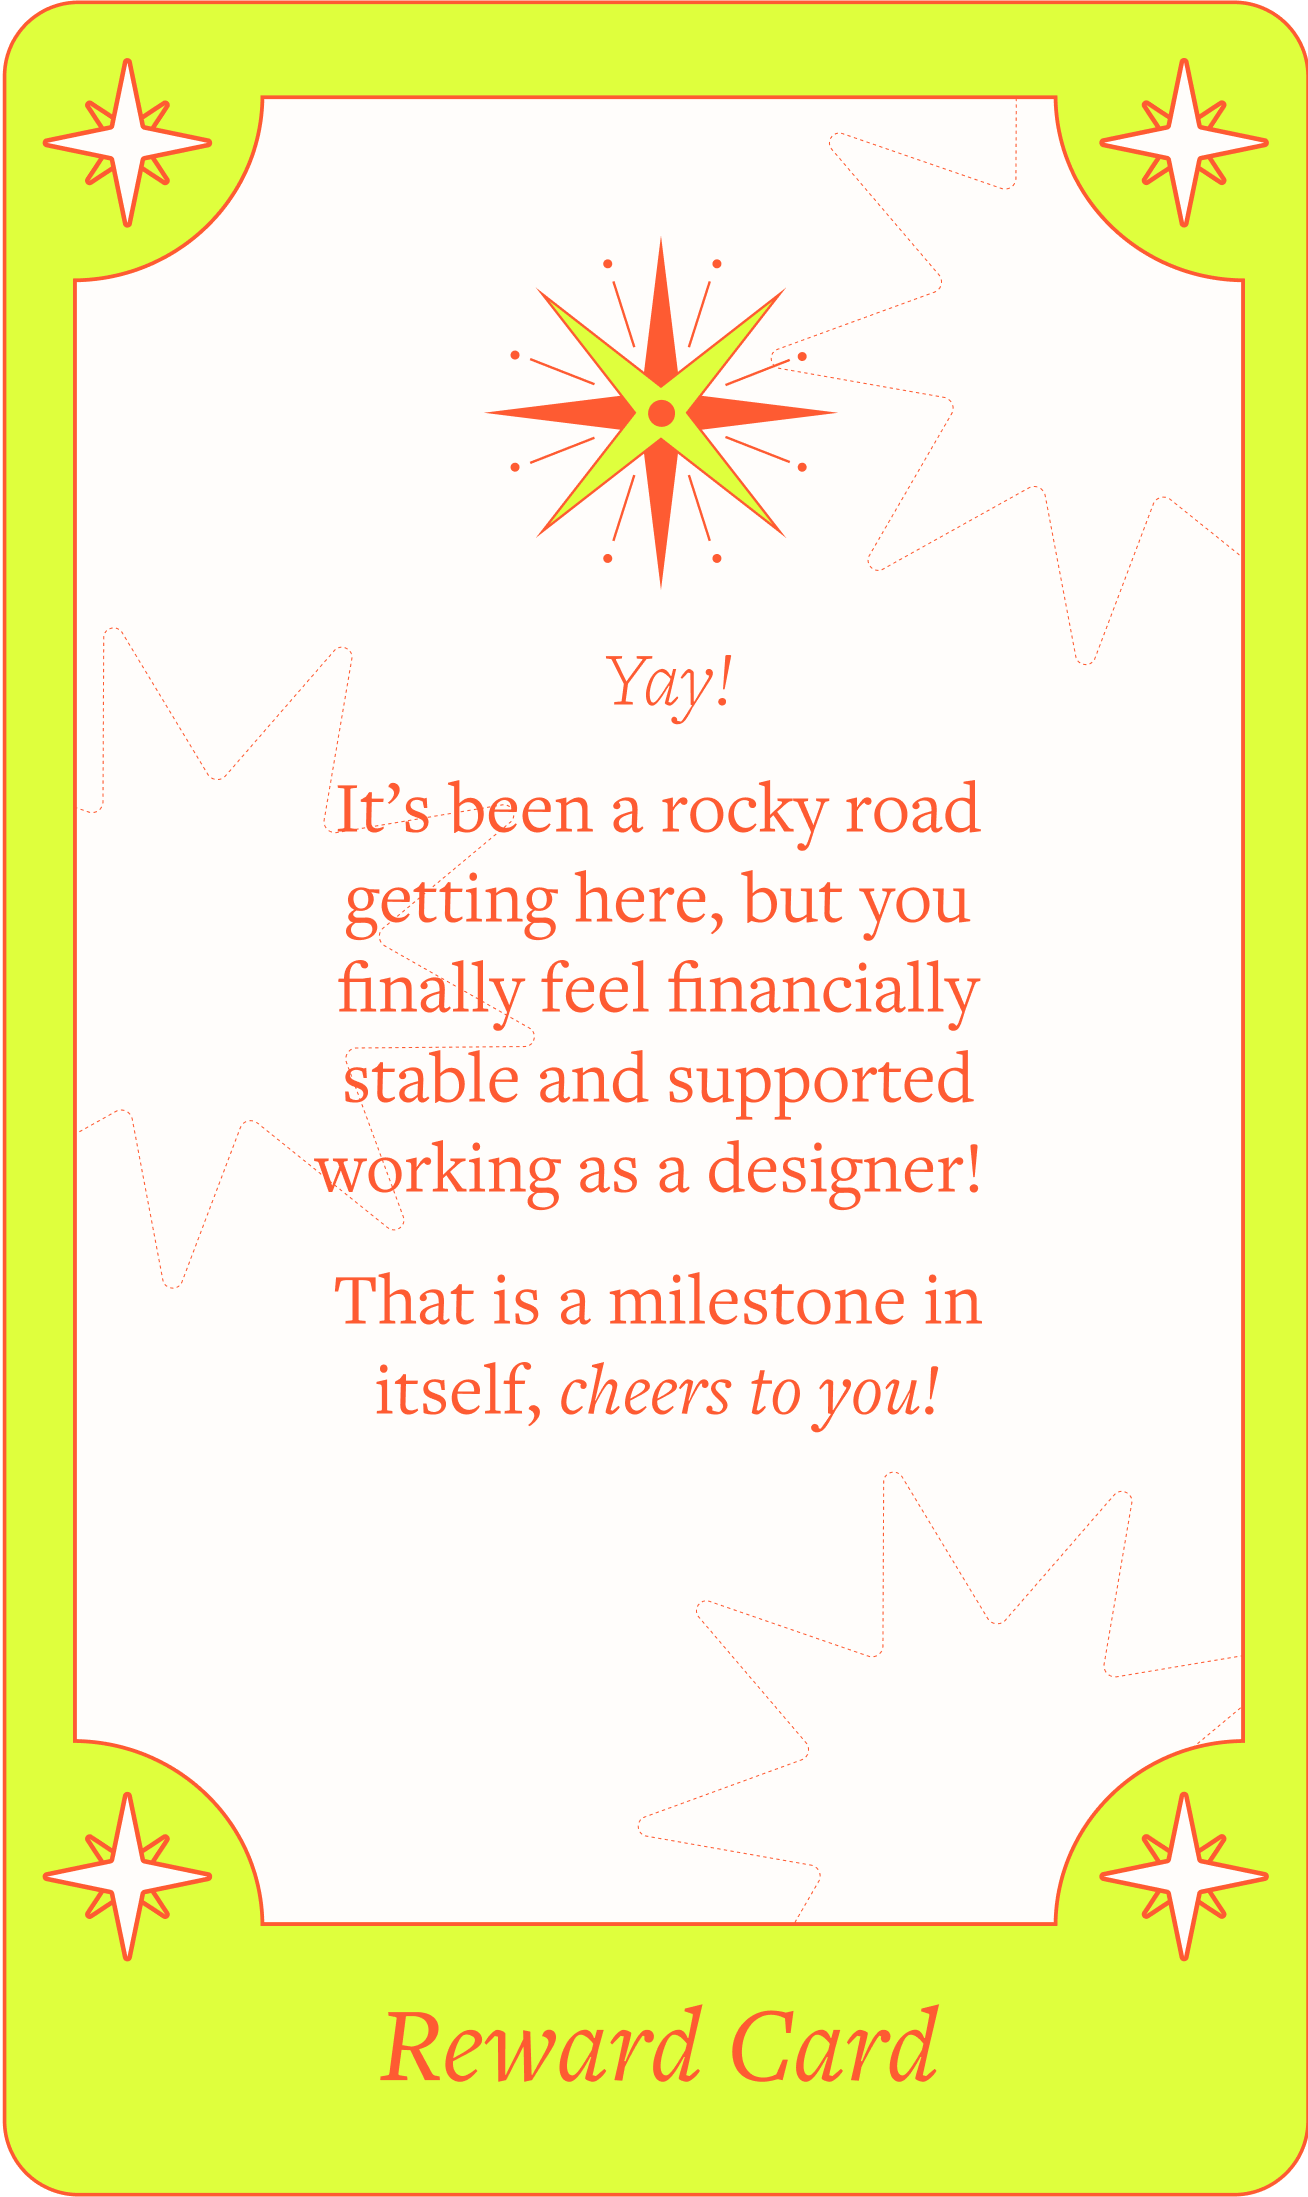 Yay!
It’s been a rocky road
getting here, but you
finally feel financially
stable and supported
working as a designer!
That is a milestone in
itself, cheers to you!
Reward Card